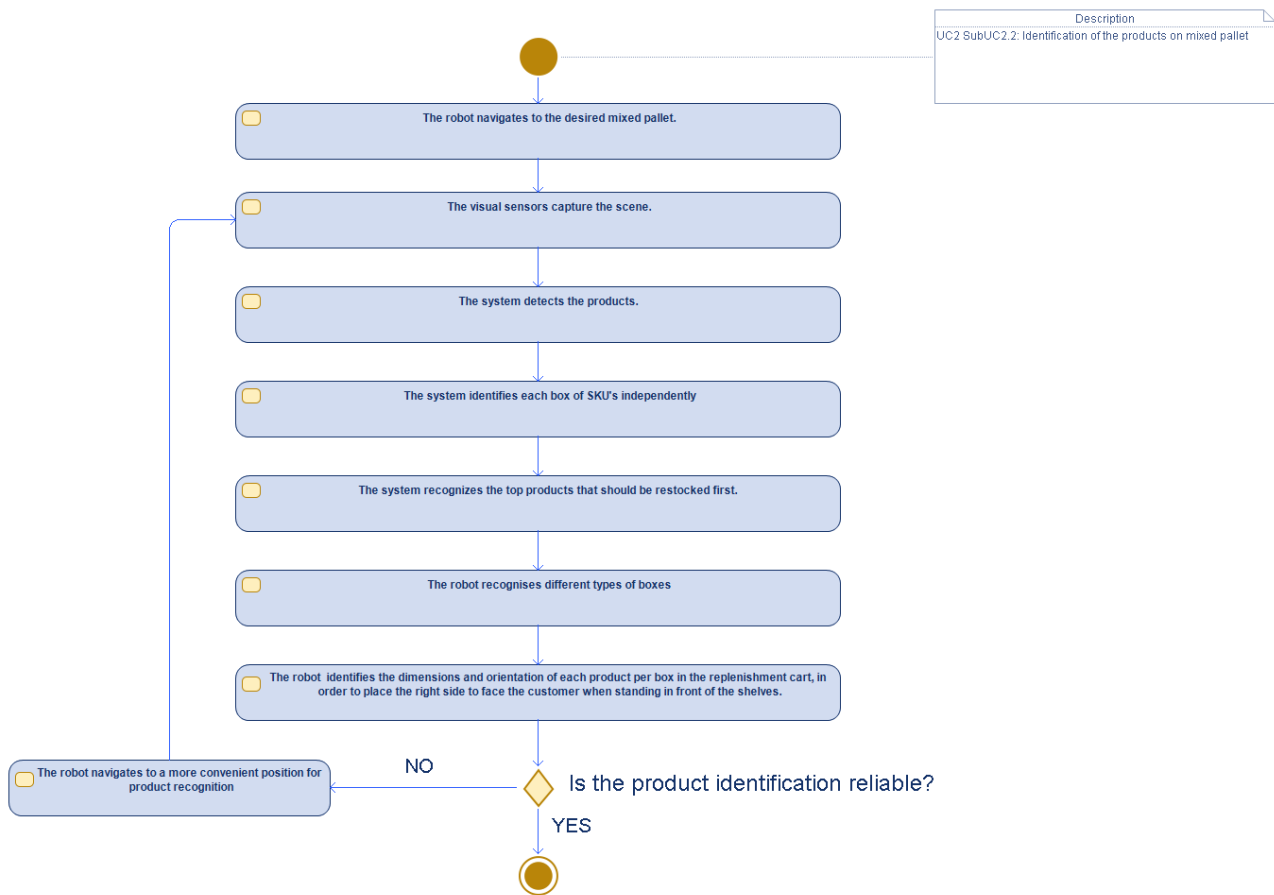 Description
UC2 SubUC2.2: Identification of the products on mixed pallet
The robot navigates to the desired mixed pallet.
The visual sensors capture the scene.
The system detects the products.
The system identifies each box of SKU's independently
The system recognizes the top products that should be restocked first.
The robot recognises different types of boxes
The robot  identifies the dimensions and orientation of each product per box in the replenishment cart, in
order to place the right side to face the customer when standing in front of the shelves.
The robot navigates to a more convenient position for
product recognition
NO
Is the product identification reliable?
YES